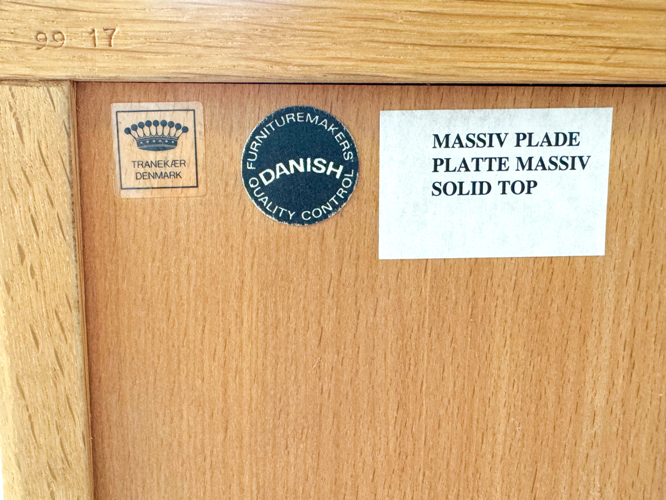 99 17
TRANEKÆR
DENMARK
FURNITUREMAKERS'
DANISH
QUALITY CONTROL
MASSIV PLADE
PLATTE MASSIV
SOLID TOP